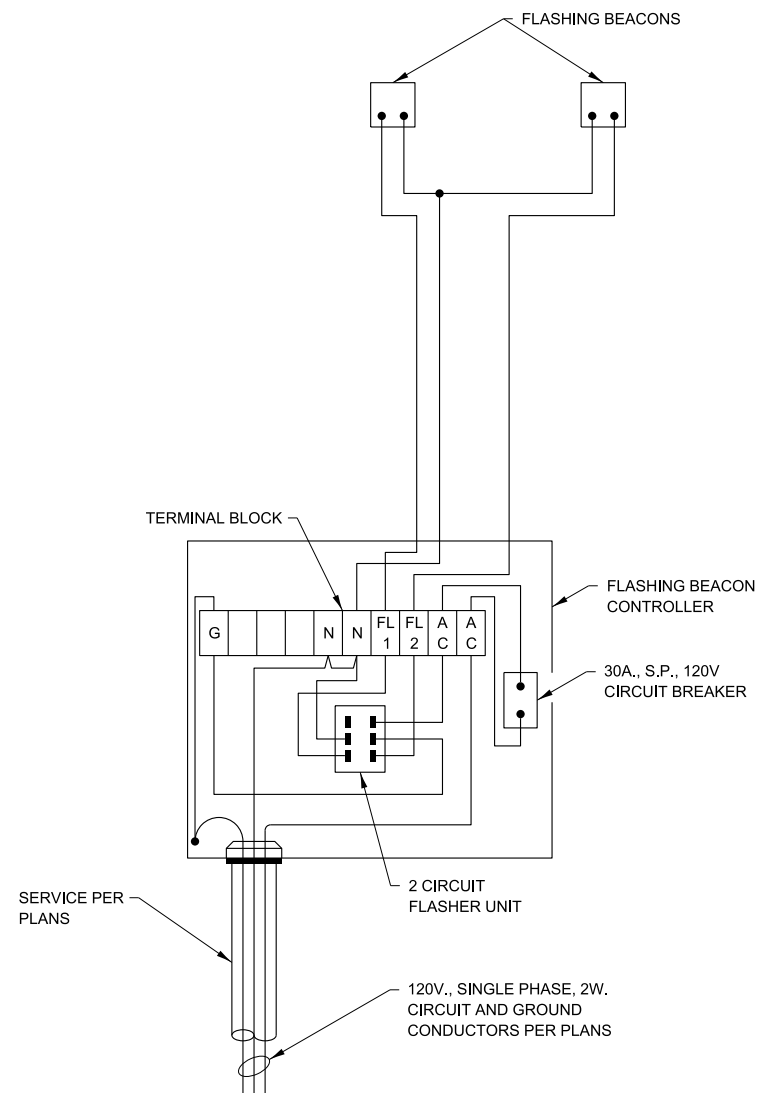 FLASHING BEACONS
TERMINAL BLOCK
FLASHING BEACON
CONTROLLER
G N N FL FL A A
1 2 C C
30A., S.P., 120V
CIRCUIT BREAKER
2 CIRCUIT
FLASHER UNIT
SERVICE PER
PLANS
120V., SINGLE PHASE, 2W.
CIRCUIT AND GROUND
CONDUCTORS PER PLANS